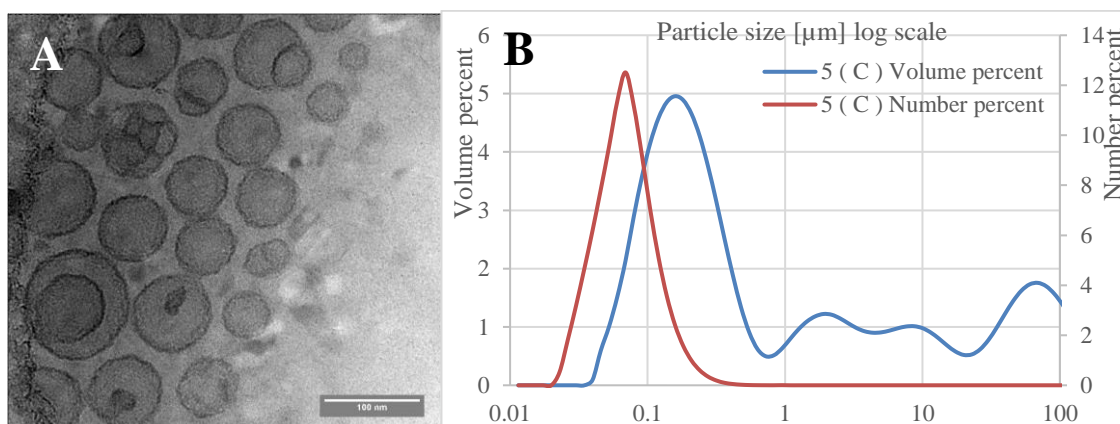 A
100 nm
B
Particle size [µm] log scale
5 ( C ) Volume percent
5 ( C ) Number percent
Volume percent
Number percent
6
5
4
3
2
1
0
14
12
10
8
6
4
2
0
0.01
0.1
1
10
100